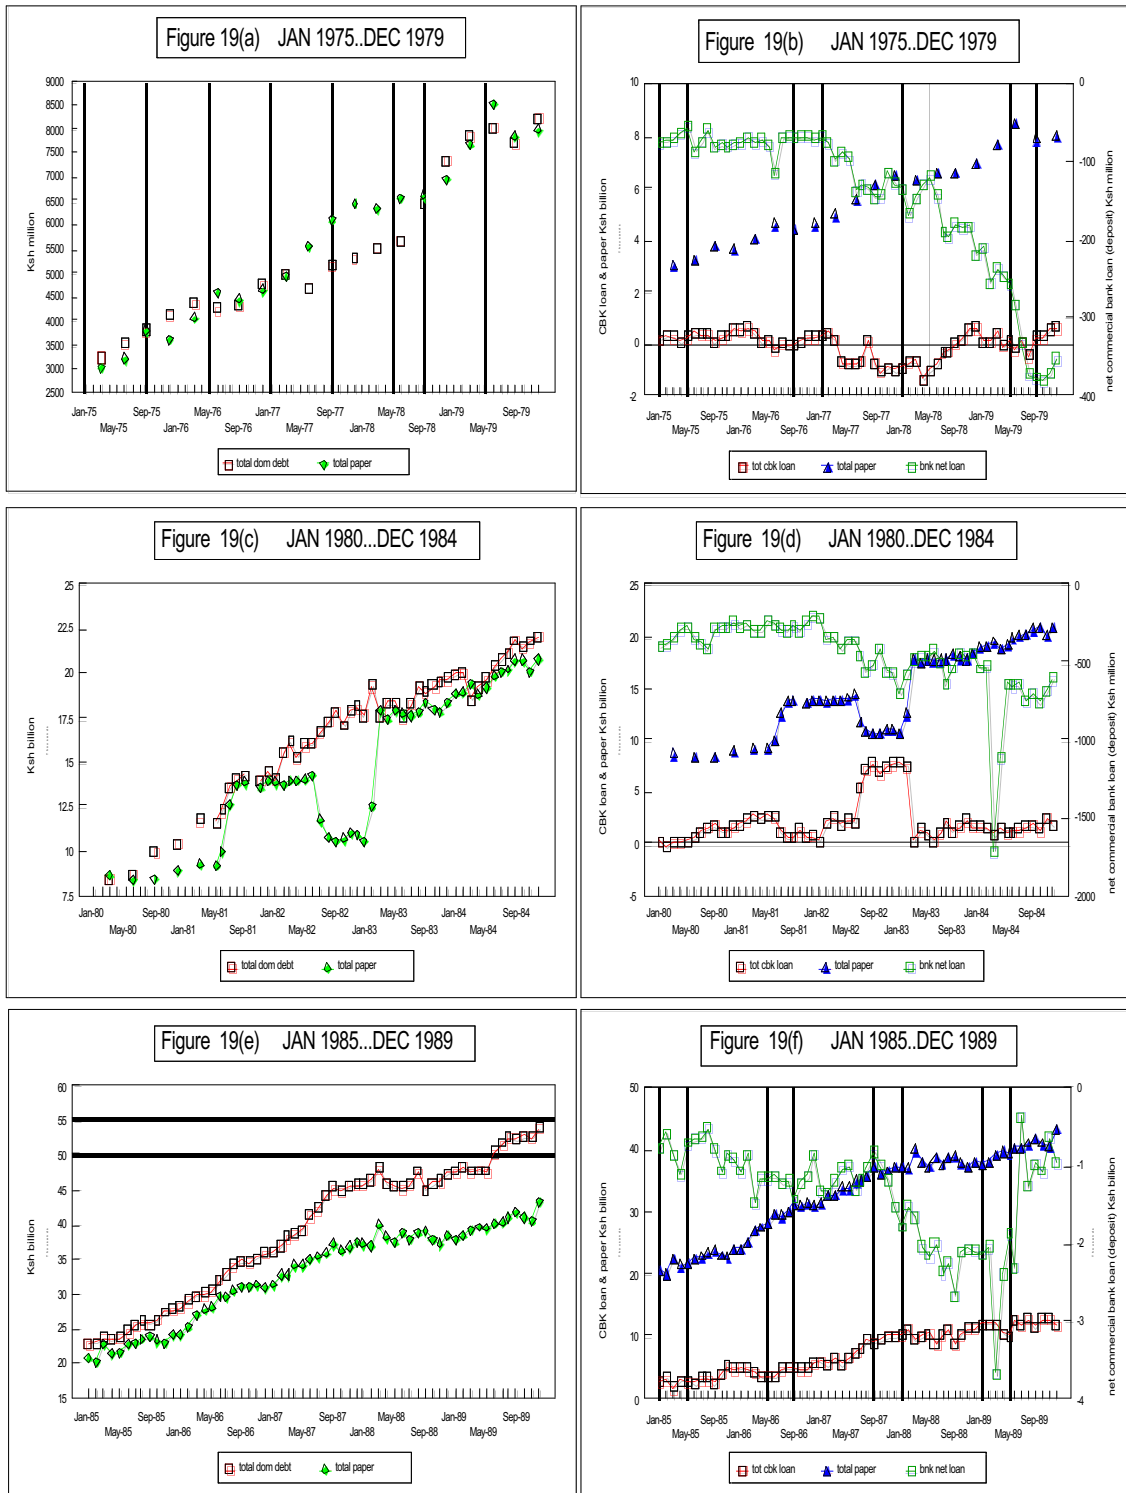 Figure 19(a) JAN 1975..DEC 1979
9000
8500
8000
7500
7000
6500
6000
5500
5000
4500
4000
3500
3000
2500
Ksh million
Jan-75 Sep-75 May-76 Jan-77 Sep-77 May-78 Jan-79 Sep-79
May-75 Jan-76 Sep-76 May-77 Jan-78 Sep-78 May-79
total dom debt total paper
Figure 19(b) JAN 1975..DEC 1979
10
8
6
4
2
0
-2
CBK loan & paper Ksh billion
0
-100
-200
-300
-400
net commercial bank loan (deposit) Ksh million
Jan-75 Sep-75 May-76 Jan-77 Sep-77 May-78 Jan-79 Sep-79
May-75 Jan-76 Sep-76 May-77 Jan-78 Sep-78 May-79
tot cbk loan total paper bnk net loan
Figure 19(c) JAN 1980...DEC 1984
25
22.5
20
17.5
15
12.5
10
7.5
Ksh billion
Jan-80 Sep-80 May-81 Jan-82 Sep-82 May-83 Jan-84 Sep-84
May-80 Jan-81 Sep-81 May-82 Jan-83 Sep-83 May-84
total dom debt total paper
Figure 19(d) JAN 1980..DEC 1984
25
20
15
10
5
0
-5
CBK loan & paper Ksh billion
0
-500
-1000
-1500
-2000
net commercial bank loan (deposit) Ksh million
Jan-80 Sep-80 May-81 Jan-82 Sep-82 May-83 Jan-84 Sep-84
May-80 Jan-81 Sep-81 May-82 Jan-83 Sep-83 May-84
tot cbk loan total paper bnk net loan
Figure 19(e) JAN 1985...DEC 1989
60
55
50
45
40
35
30
25
20
15
Ksh billion
Jan-85 Sep-85 May-86 Jan-87 Sep-87 May-88 Jan-89 Sep-89
May-85 Jan-86 Sep-86 May-87 Jan-88 Sep-88 May-89
total dom debt total paper
Figure 19(f) JAN 1985..DEC 1989
50
40
30
20
10
0
CBK loan & paper Ksh billion
0
-1
-2
-3
-4
net commercial bank loan (deposit) Ksh billion
Jan-85 Sep-85 May-86 Jan-87 Sep-87 May-88 Jan-89 Sep-89
May-85 Jan-86 Sep-86 May-87 Jan-88 Sep-88 May-89
tot cbk loan total paper bnk net loan